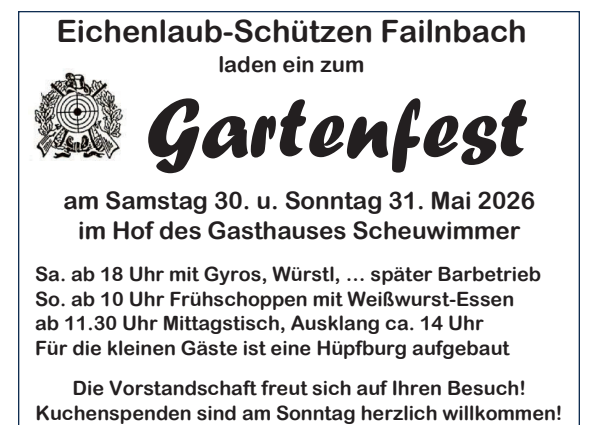 Eichenlaub-Schützen Failnbach
laden ein zum
Gartenfest
am Samstag 30. u. Sonntag 31. Mai 2026
im Hof des Gasthauses Scheuwimmer
Sa. ab 18 Uhr mit Gyros, Würstl, … später Barbetrieb
So. ab 10 Uhr Frühschoppen mit Weißwurst-Essen
ab 11.30 Uhr Mittagstisch, Ausklang ca. 14 Uhr
Für die kleinen Gäste ist eine Hüpfburg aufgebaut
Die Vorstandschaft freut sich auf Ihren Besuch!
Kuchenspenden sind am Sonntag herzlich willkommen!